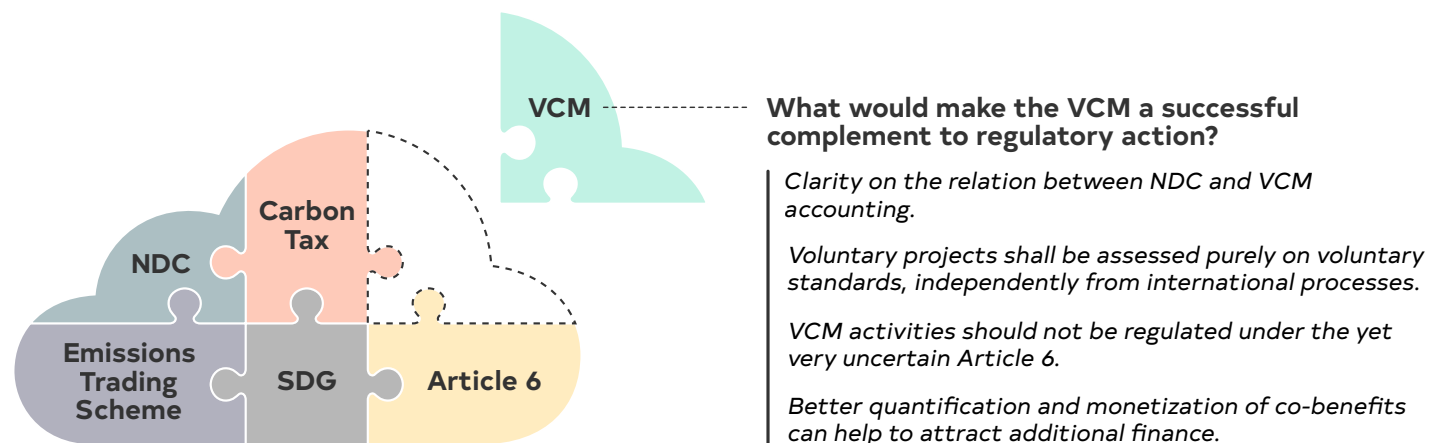 VCM
What would make the VCM a successful
complement to regulatory action?
Clarity on the relation between NDC and VCM
accounting.
Voluntary projects shall be assessed purely on voluntary
standards, independently from international processes.
VCM activities should not be regulated under the yet
very uncertain Article 6.
Better quantification and monetization of co-benefits
can help to attract additional finance.
Carbon
Tax
NDC
Emissions
Trading
Scheme
SDG
Article 6